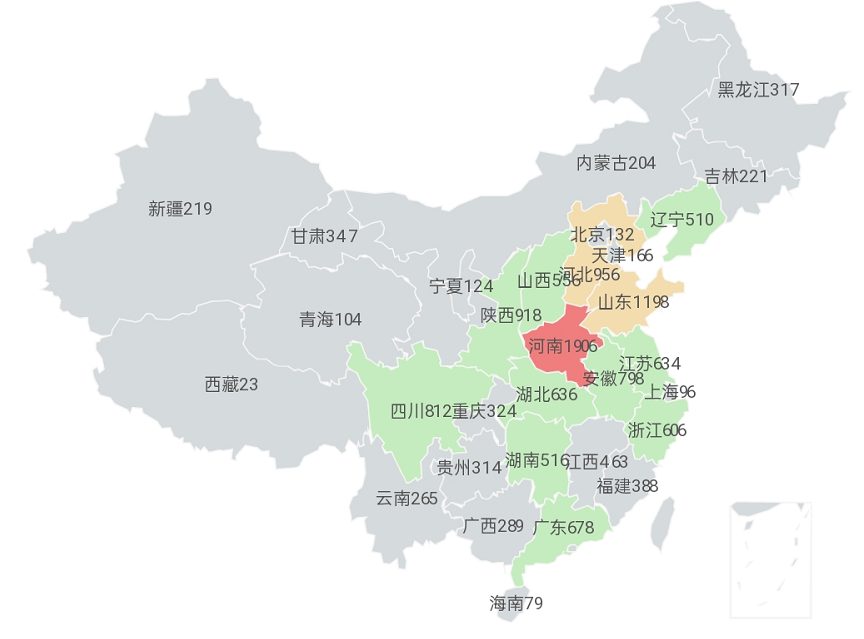 黑龙江317
内蒙古204
吉林221
新疆219
辽宁510
甘肃347
北京132
天津166
河北956
山西556
宁夏124
山东1198
陕西918
青海104
河南1906
江苏634
安徽798
西藏23
上海96
湖北636
四川812
重庆324
浙江606
湖南516
江西463
贵州314
福建388
云南265
广西289
广东678
海南79